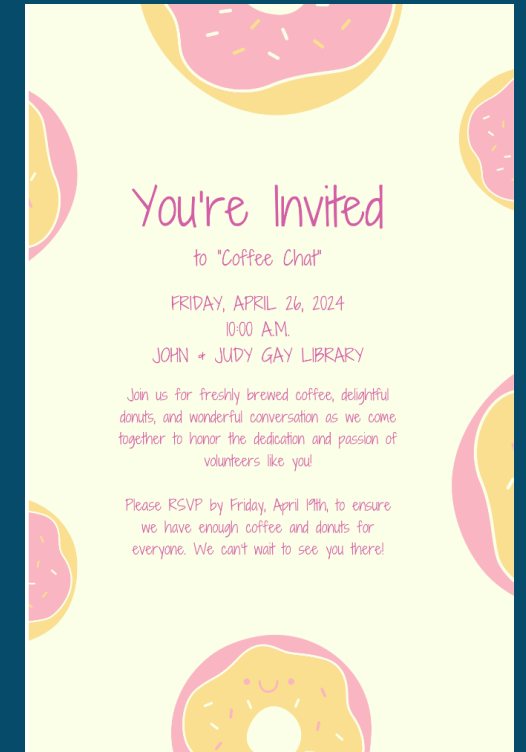 You're Invited
to "Coffee Chat"
FRIDAY, APRIL 26, 2024
10:00 A.M.
JOHN & JUDY GAY LIBRARY
Join us for freshly brewed coffee, delightful
donuts, and wonderful conversation as we come
together to honor the dedication and passion of
volunteers like you!
Please RSVP by Friday, April 19th, to ensure
we have enough coffee and donuts for
everyone. We can't wait to see you there!